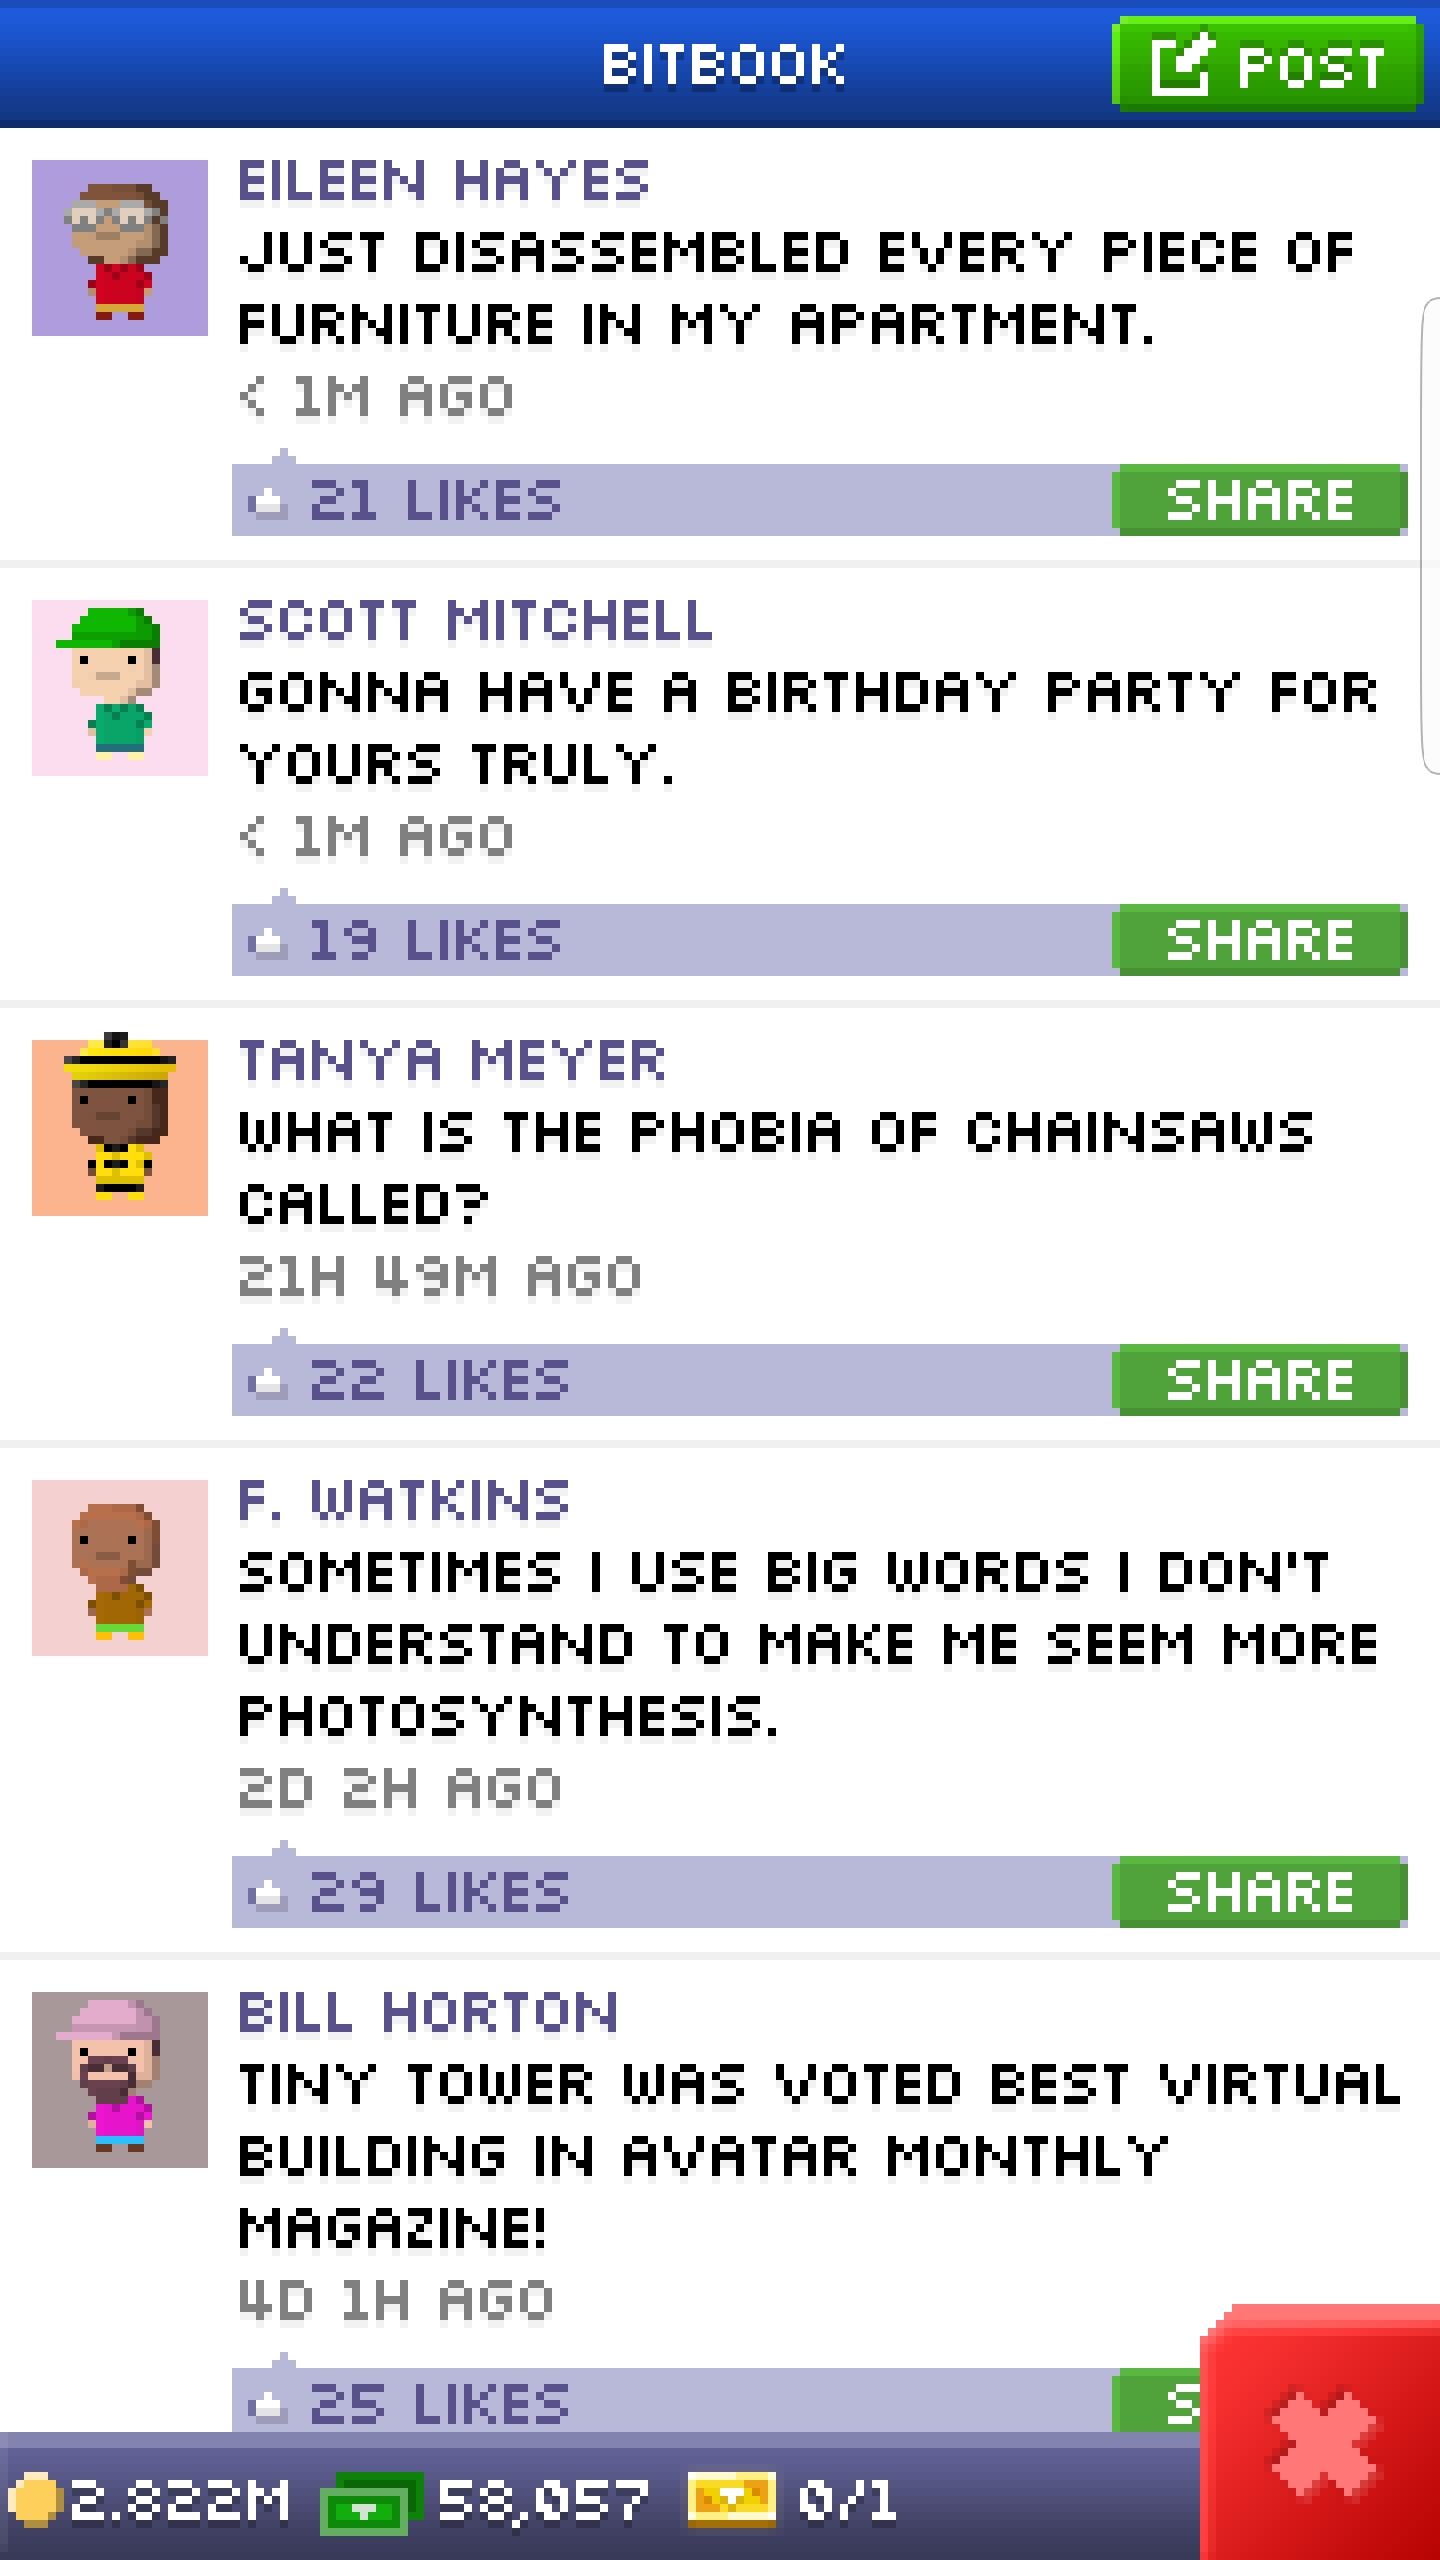 BITBOOK
POST
EILEEN HAYES
JUST DISASSEMBLED EVERY PIECE OF
FURNITURE IN MY APARTMENT.
< 1M AGO
21 LIKES
SHARE
SCOTT MITCHELL
GONNA HAVE A BIRTHDAY PARTY FOR
YOURS TRULY.
< 1M AGO
19 LIKES
SHARE
TANYA MEYER
WHAT IS THE PHOBIA OF CHAINSAWS
CALLED?
21H 49M AGO
22 LIKES
SHARE
F. WATKINS
SOMETIMES I USE BIG WORDS I DON'T
UNDERSTAND TO MAKE ME SEEM MORE
PHOTOSYNTHESIS.
2D 2H AGO
29 LIKES
SHARE
BILL HORTON
TINY TOWER WAS VOTED BEST VIRTUAL
BUILDING IN AVATAR MONTHLY
MAGAZINE!
4D 1H AGO
25 LIKES
S
2.822M
58,057
0/1